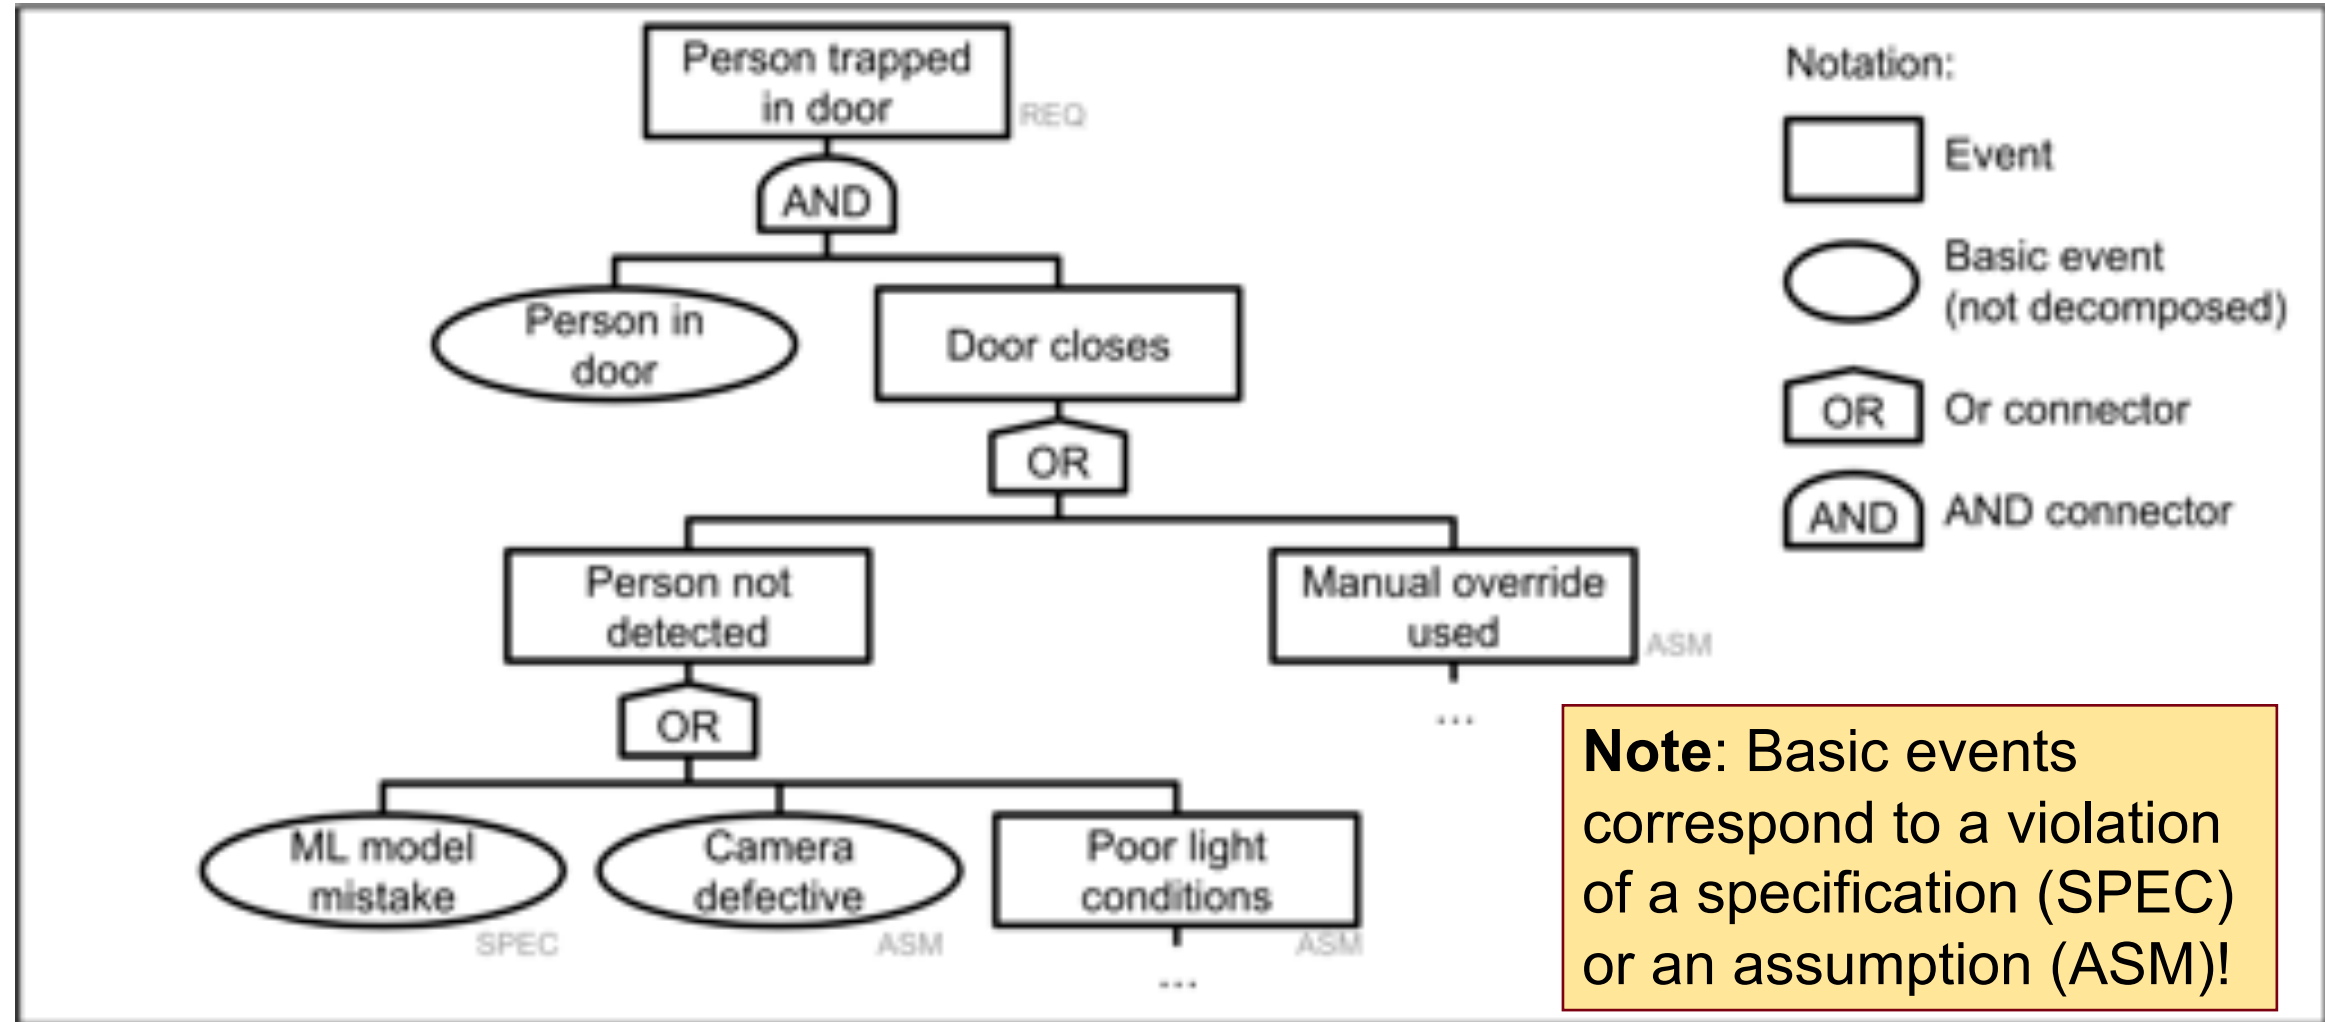 Person trapped
in door
REQ
AND
Person in
door
Door closes
OR
Person not
detected
Manual override
used
ASM
...
OR
ML model
mistake
SPEC
Camera
defective
ASM
Poor light
conditions
ASM
...
Notation:
Event
Basic event
(not decomposed)
OR
Or connector
AND
AND connector
Note: Basic events
correspond to a violation
of a specification (SPEC)
or an assumption (ASM)!